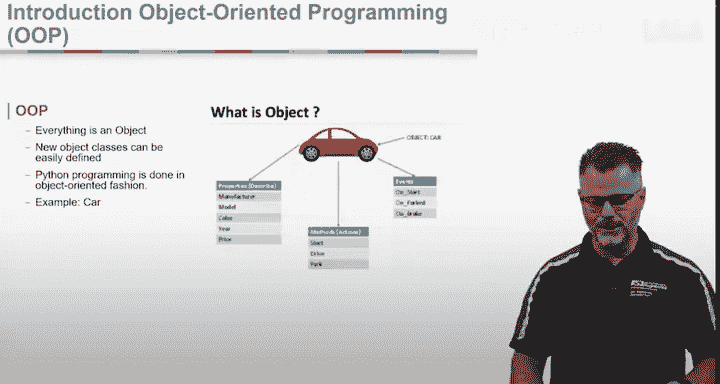 Introduction Object-Oriented Programming
(OOP)
OOP
– Everything is an Object
– New object classes can be
easily defined
– Python programming is done in
object-oriented fashion.
– Example: Car
What is Object ?
OBJECT: CAR
Properties (Describe)
Manufacturer
Model
Color
Year
Price
Methods (Actions)
Start
Drive
Park
Events
On_Start
On_Parked
On_Brake